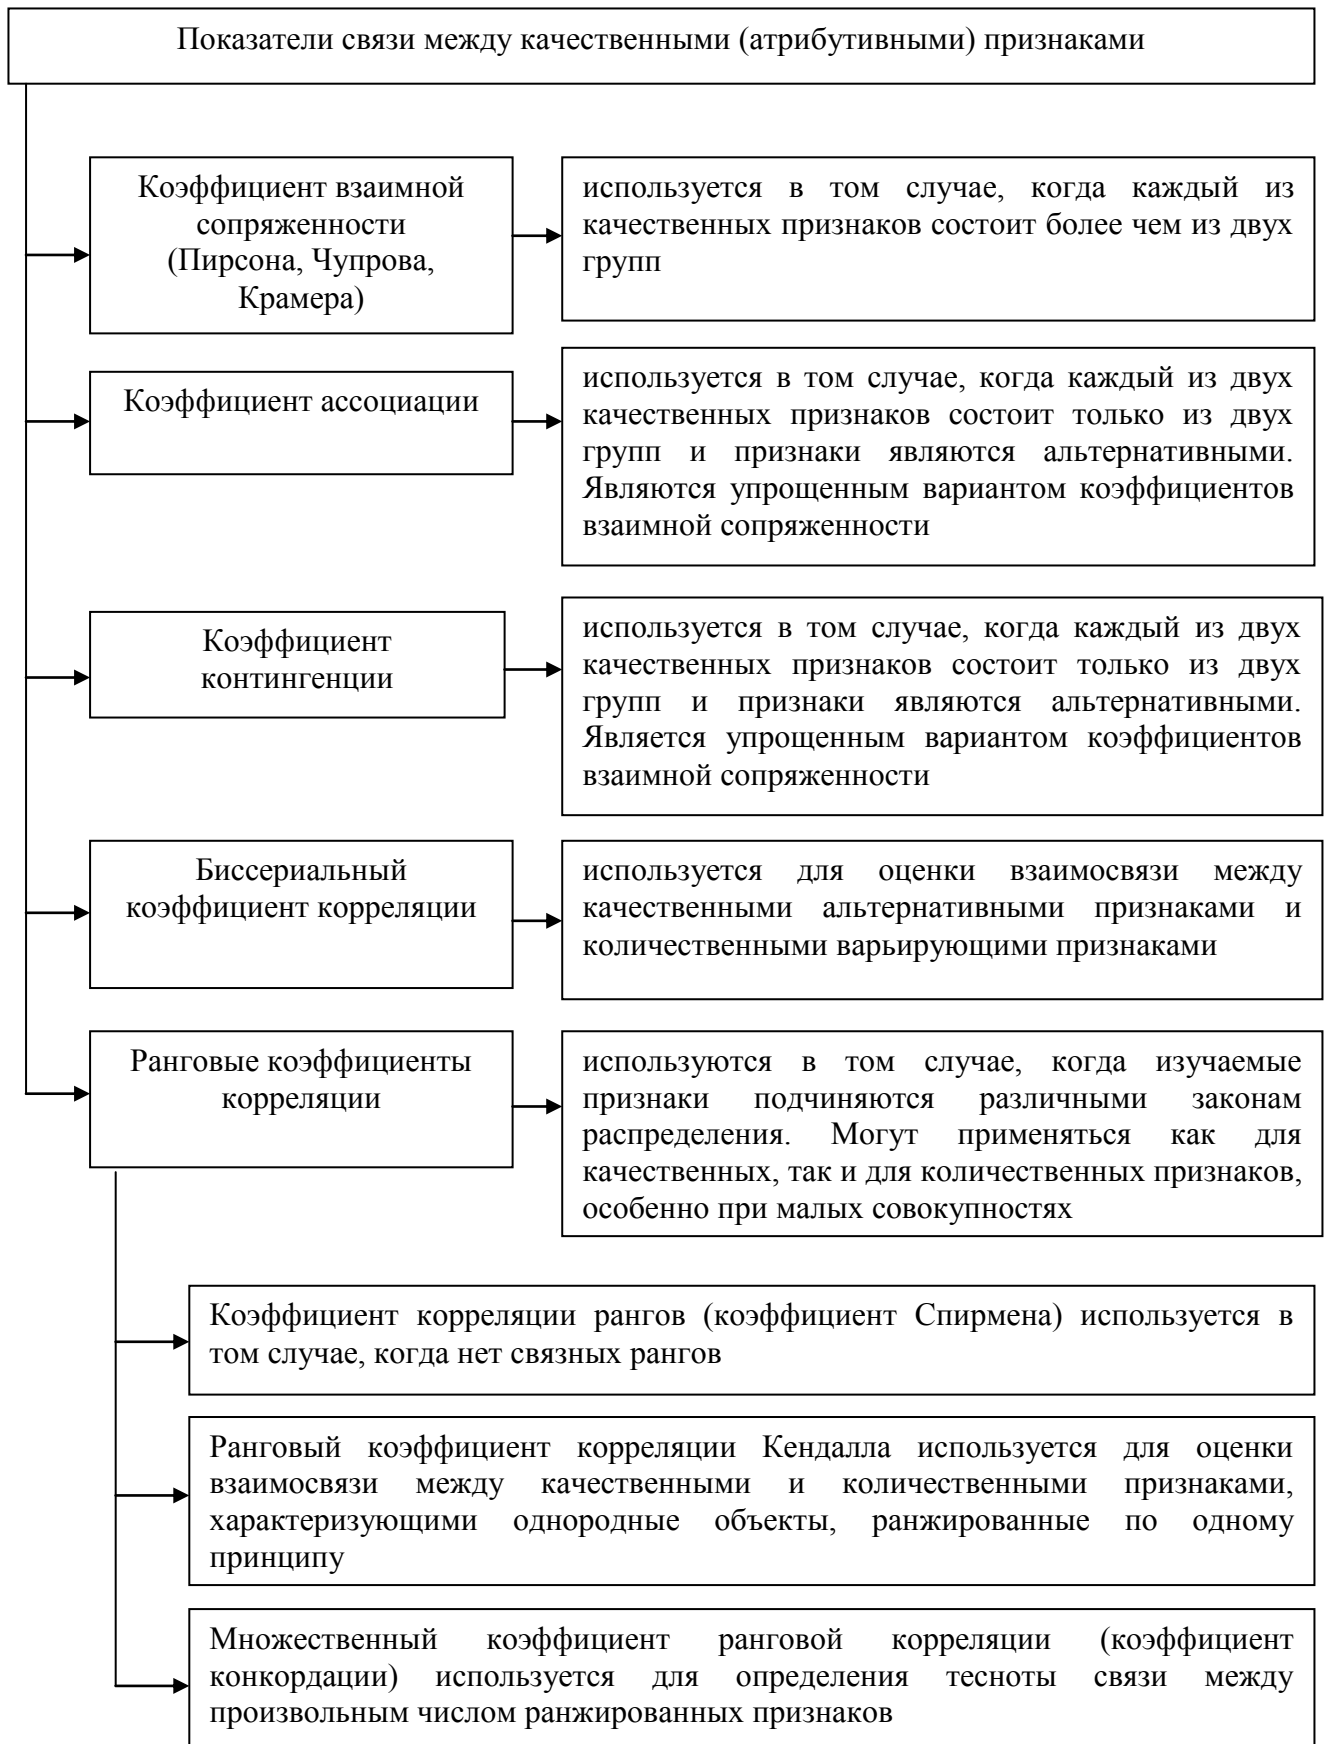 Показатели связи между качественными (атрибутивными) признаками
Коэффициент взаимной
сопряженности
(Пирсона, Чупрова,
Крамера)
используется в том случае, когда каждый из
качественных признаков состоит более чем из двух
групп
Коэффициент ассоциации
используется в том случае, когда каждый из двух
качественных признаков состоит только из двух
групп и признаки являются альтернативными.
Являются упрощенным вариантом коэффициентов
взаимной сопряженности
Коэффициент
контингенции
используется в том случае, когда каждый из двух
качественных признаков состоит только из двух
групп и признаки являются альтернативными.
Является упрощенным вариантом коэффициентов
взаимной сопряженности
Биссериальный
коэффициент корреляции
используется для оценки взаимосвязи между
качественными альтернативными признаками и
количественными варьирующими признаками
Ранговые коэффициенты
корреляции
используются в том случае, когда изучаемые
признаки подчиняются различными законам
распределения. Могут применяться как для
качественных, так и для количественных признаков,
особенно при малых совокупностях
Коэффициент корреляции рангов (коэффициент Спирмена) используется в
том случае, когда нет связных рангов
Ранговый коэффициент корреляции Кендалла используется для оценки
взаимосвязи между качественными и количественными признаками,
характеризующими однородные объекты, ранжированные по одному
принципу
Множественный коэффициент ранговой корреляции (коэффициент
конкордации) используется для определения тесноты связи между
произвольным числом ранжированных признаков